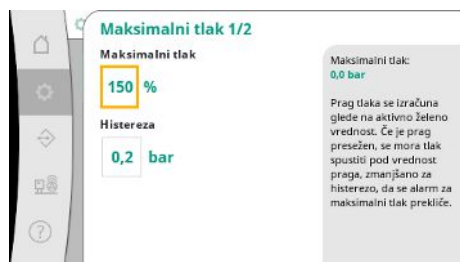 Maksimalni tlak 1/2
Maksimalni tlak
150 %
Histereza
0,2 bar
Maksimalni tlak:
0,0 bar
Prag tlaka se izračuna
glede na aktivno želeno
vrednost. Če je prag
presežen, se mora tlak
spustiti pod vrednost
praga, zmanjšano za
histerezo, da se alarm za
maksimalni tlak prekliče.
?